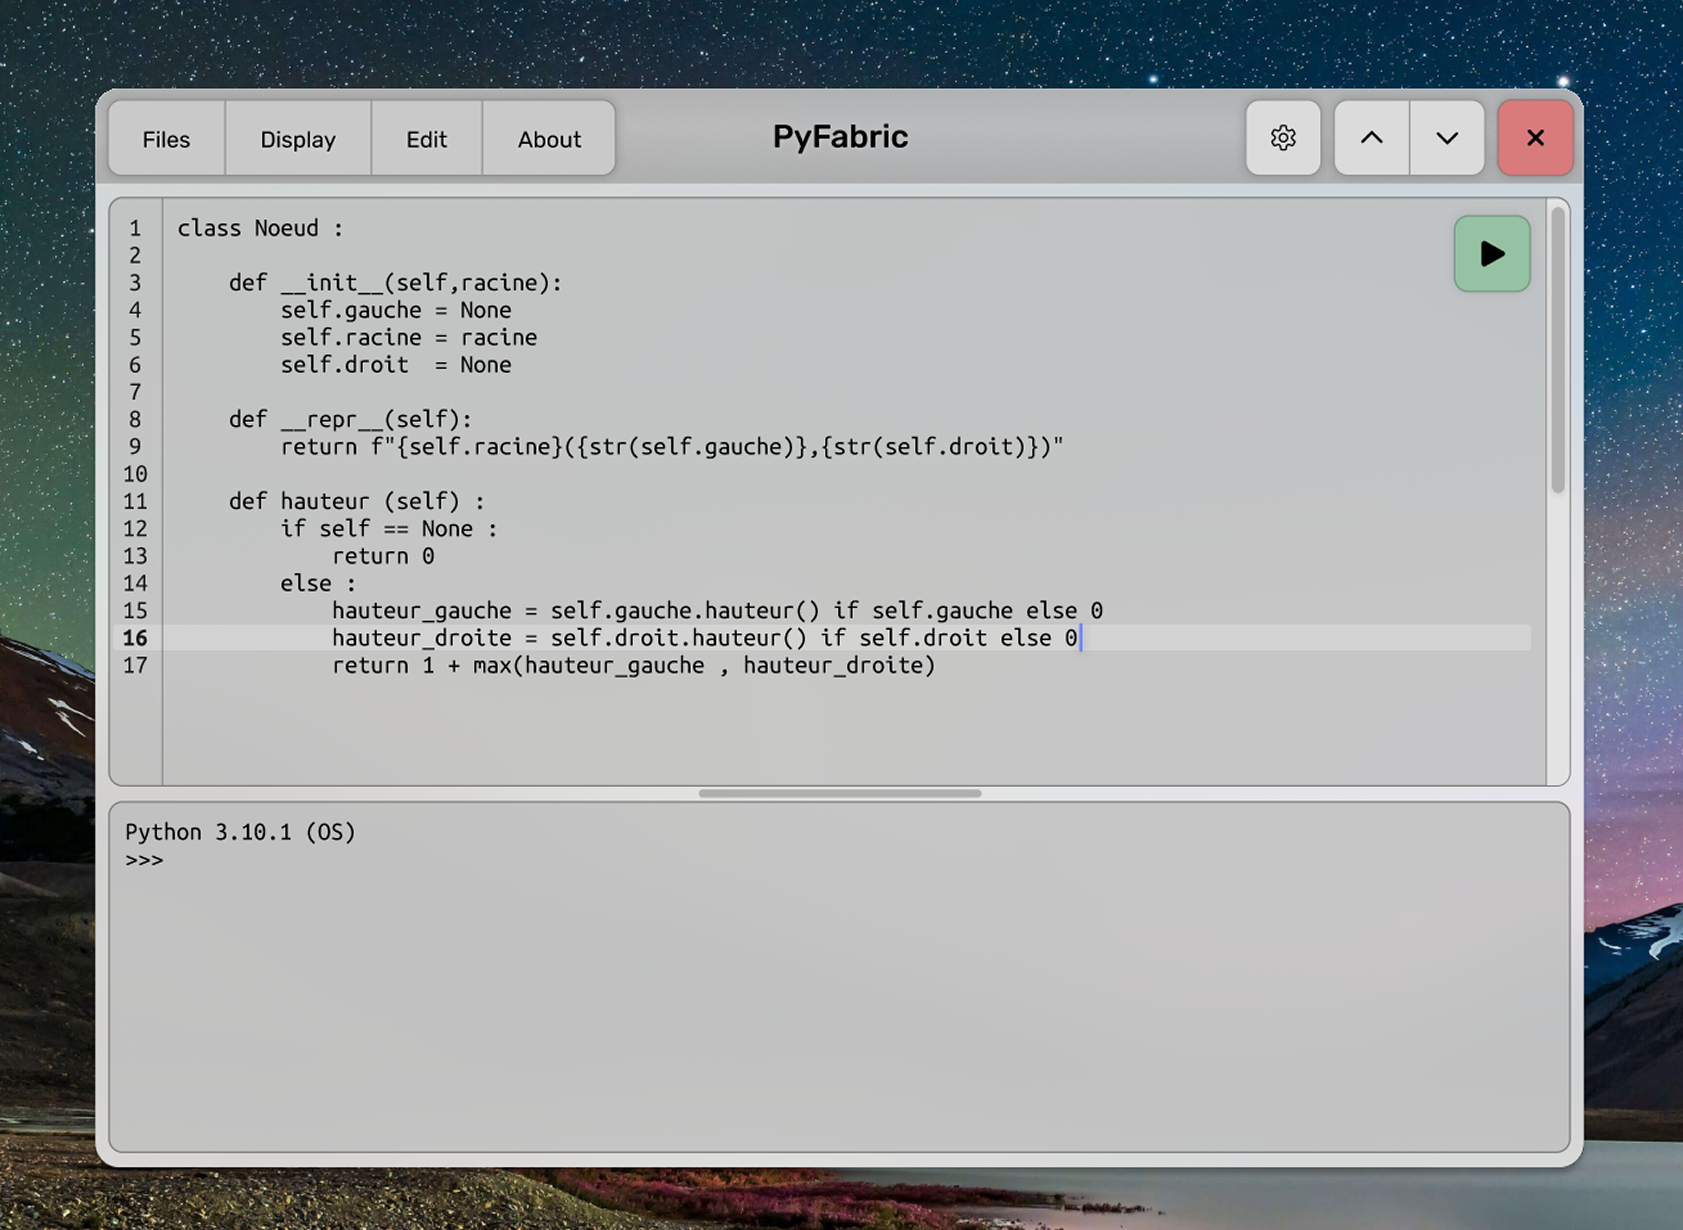 Files Display Edit About PyFabric
1 class Noeud :
2
3     def __init__(self,racine):
4         self.gauche = None
5         self.racine = racine
6         self.droit  = None
7
8     def __repr__(self):
9         return f"{self.racine}({str(self.gauche)},{str(self.droit)})"
10
11     def hauteur (self) :
12         if self == None :
13             return 0
14         else :
15             hauteur_gauche = self.gauche.hauteur() if self.gauche else 0
16             hauteur_droite = self.droit.hauteur() if self.droit else 0
17             return 1 + max(hauteur_gauche , hauteur_droite)
Python 3.10.1 (OS)
>>>